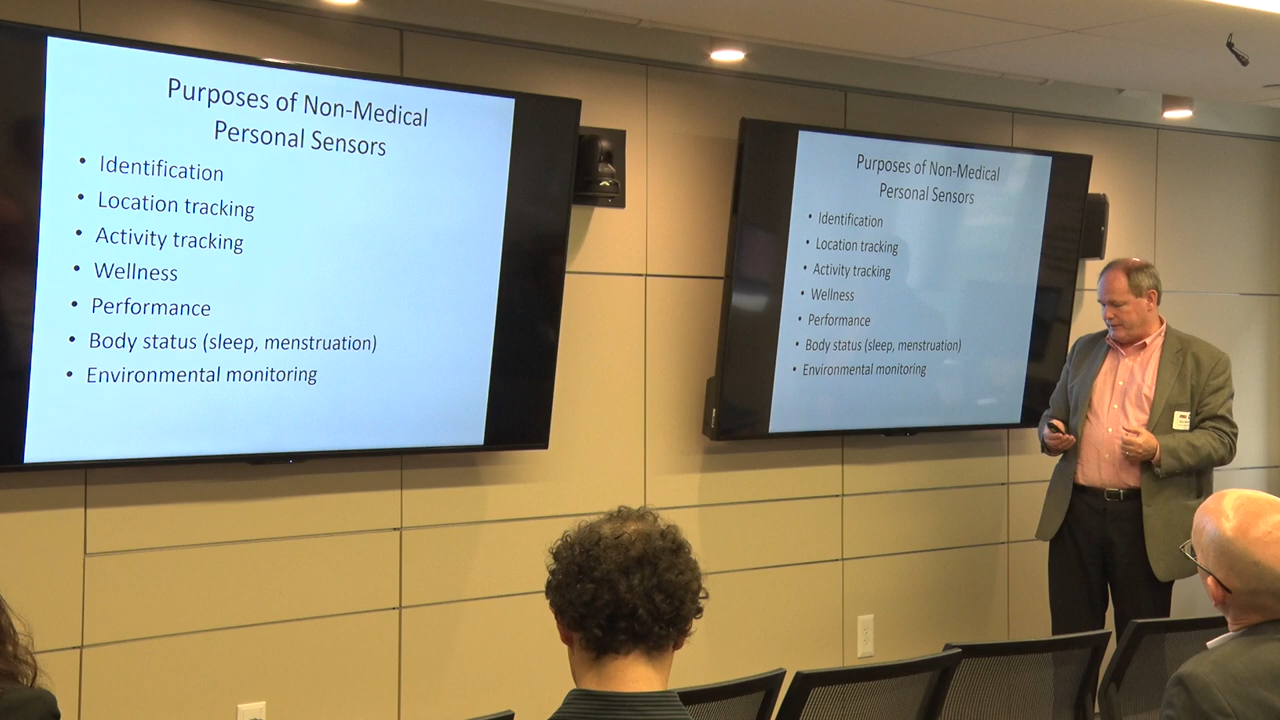 Purposes of Non-Medical
Personal Sensors
• Identification
• Location tracking
• Activity tracking
• Wellness
• Performance
• Body status (sleep, menstruation)
• Environmental monitoring
Purposes of Non-Medical
Personal Sensors
• Identification
• Location tracking
• Activity tracking
• Wellness
• Performance
• Body status (sleep, menstruation)
• Environmental monitoring